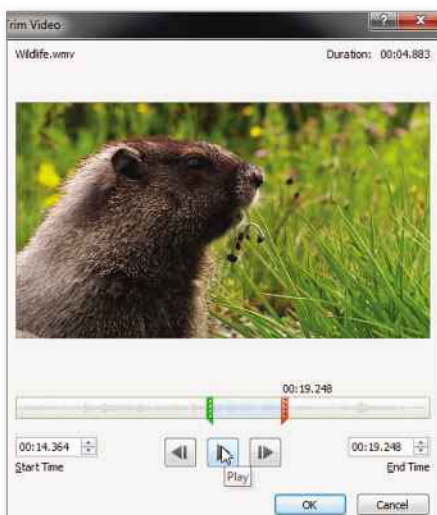 Trim Video
?
X
Wildlife.wmv Duration: 00:04.883
00:19.248
00:14.364 00:19.248
Start Time End Time
Play
OK Cancel